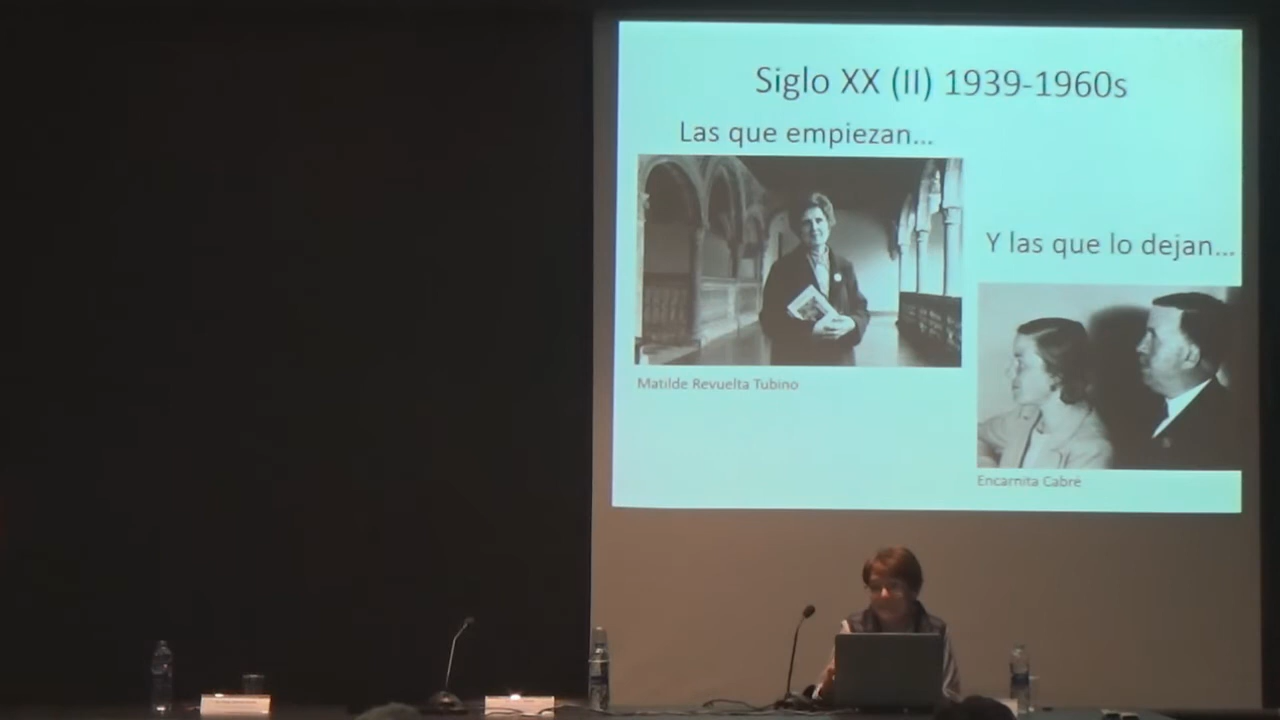 Siglo XX (II) 1939-1960s
Las que empiezan...
Y las que lo dejan...
Matilde Revuelta Tubino
Encarnita Cabré